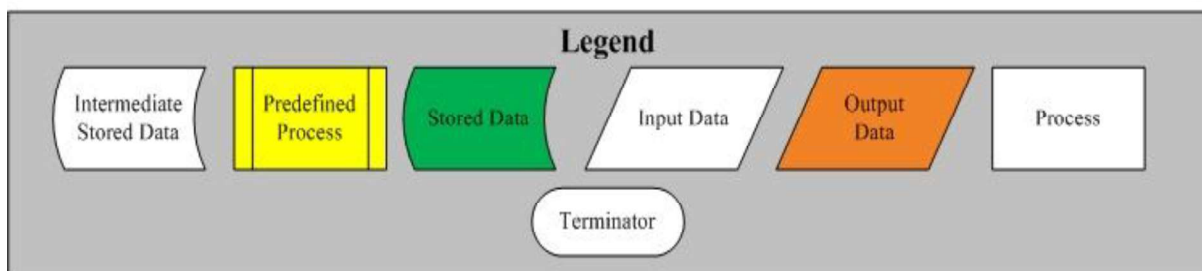 Legend
Intermediate
Stored Data
Predefined
Process
Stored Data
Input Data
Output
Data
Process
Terminator